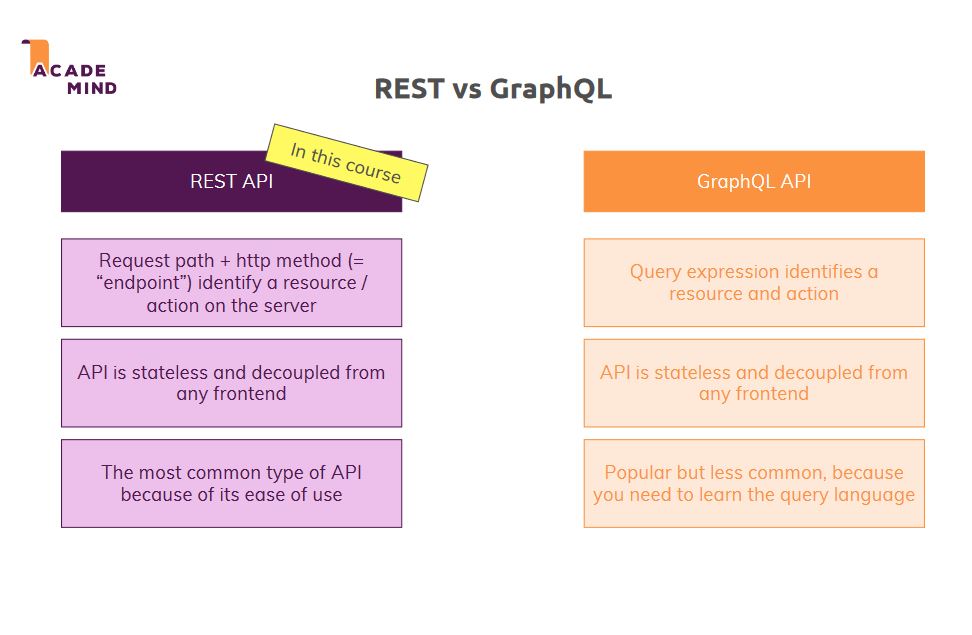 ACADE
MIND
REST vs GraphQL
In this course
REST API
GraphQL API
Request path + http method (=
“endpoint”) identify a resource /
action on the server
Query expression identifies a
resource and action
API is stateless and decoupled from
any frontend
API is stateless and decoupled from
any frontend
The most common type of API
because of its ease of use
Popular but less common, because
you need to learn the query language